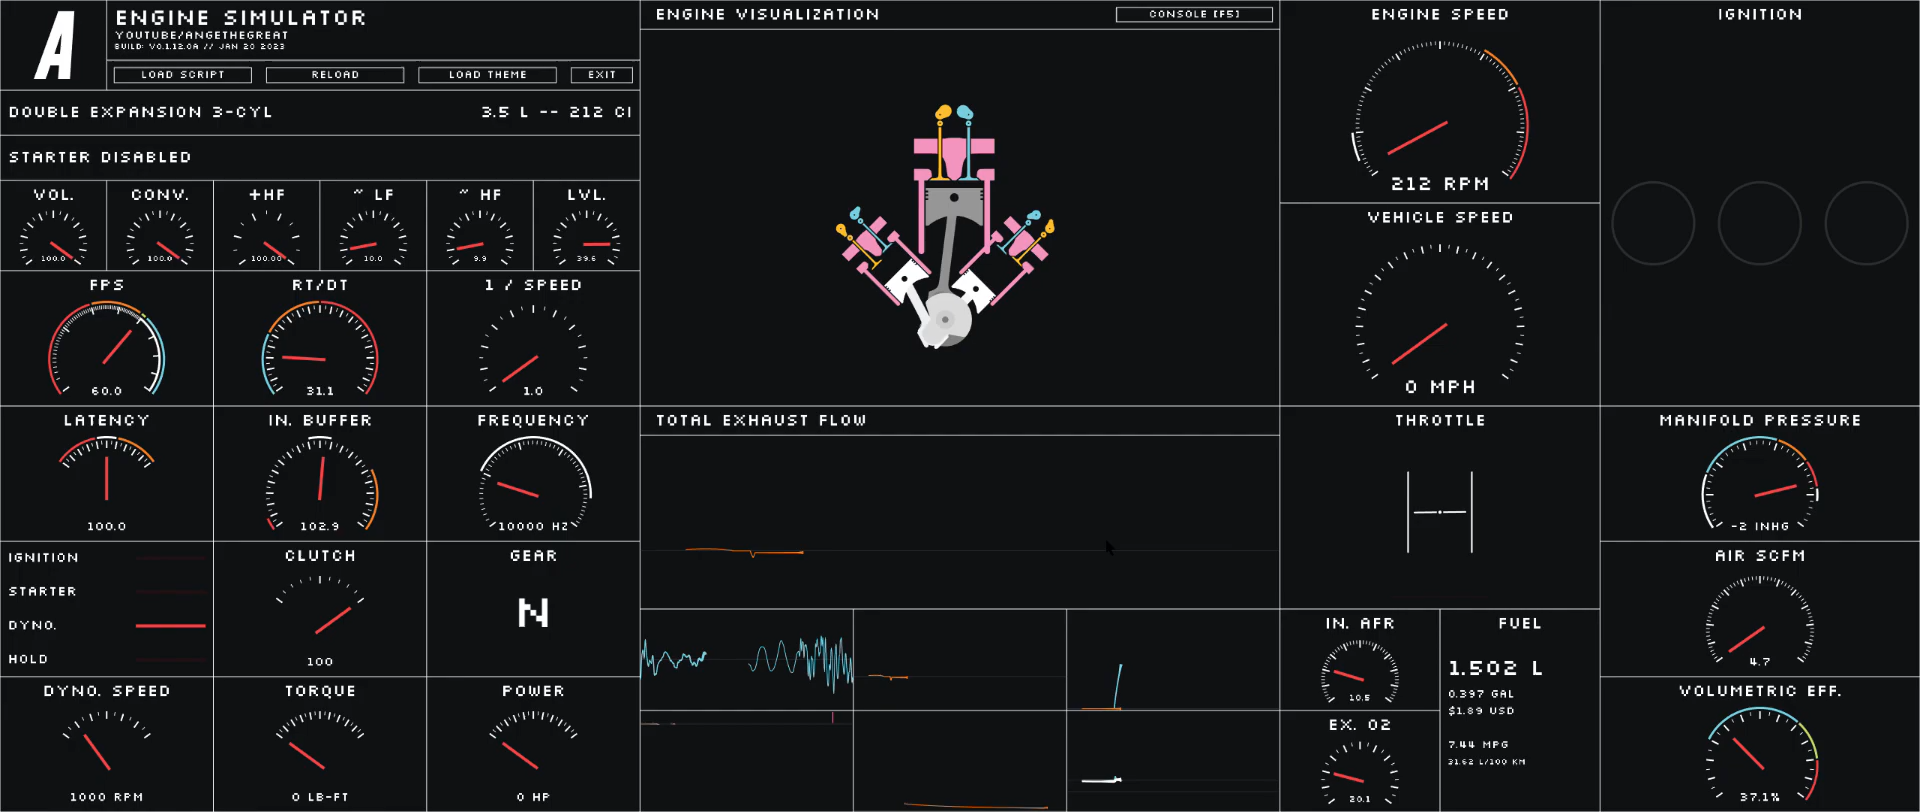 A
ENGINE SIMULATOR
YOUTUBE/ANGETHEGREAT
BUILD: V0.1.12.0A // JAN 20 2023
LOAD SCRIPT
RELOAD
LOAD THEME
EXIT
DOUBLE EXPANSION 3-CYL
3.5 L -- 212 CI
STARTER DISABLED
VOL.
100.0
CONV.
100.0
+HF
100.00
~ LF
10.0
~ HF
9.9
LVL.
39.6
FPS
60.0
RT/DT
31.1
1 / SPEED
1.0
LATENCY
100.0
IN. BUFFER
102.9
FREQUENCY
10000 HZ
IGNITION
STARTER
DYNO.
HOLD
CLUTCH
100
GEAR
N
DYNO. SPEED
1000 RPM
TORQUE
0 LB-FT
POWER
0 HP
ENGINE VISUALIZATION
CONSOLE [F5]
TOTAL EXHAUST FLOW
ENGINE SPEED
212 RPM
VEHICLE SPEED
0 MPH
THROTTLE
IN. AFR
10.5
EX. O2
20.1
FUEL
1.502 L
0.397 GAL
$1.89 USD
7.44 MPG
31.62 L/100 KM
IGNITION
MANIFOLD PRESSURE
-2 INHG
AIR SCFM
4.7
VOLUMETRIC EFF.
37.1%